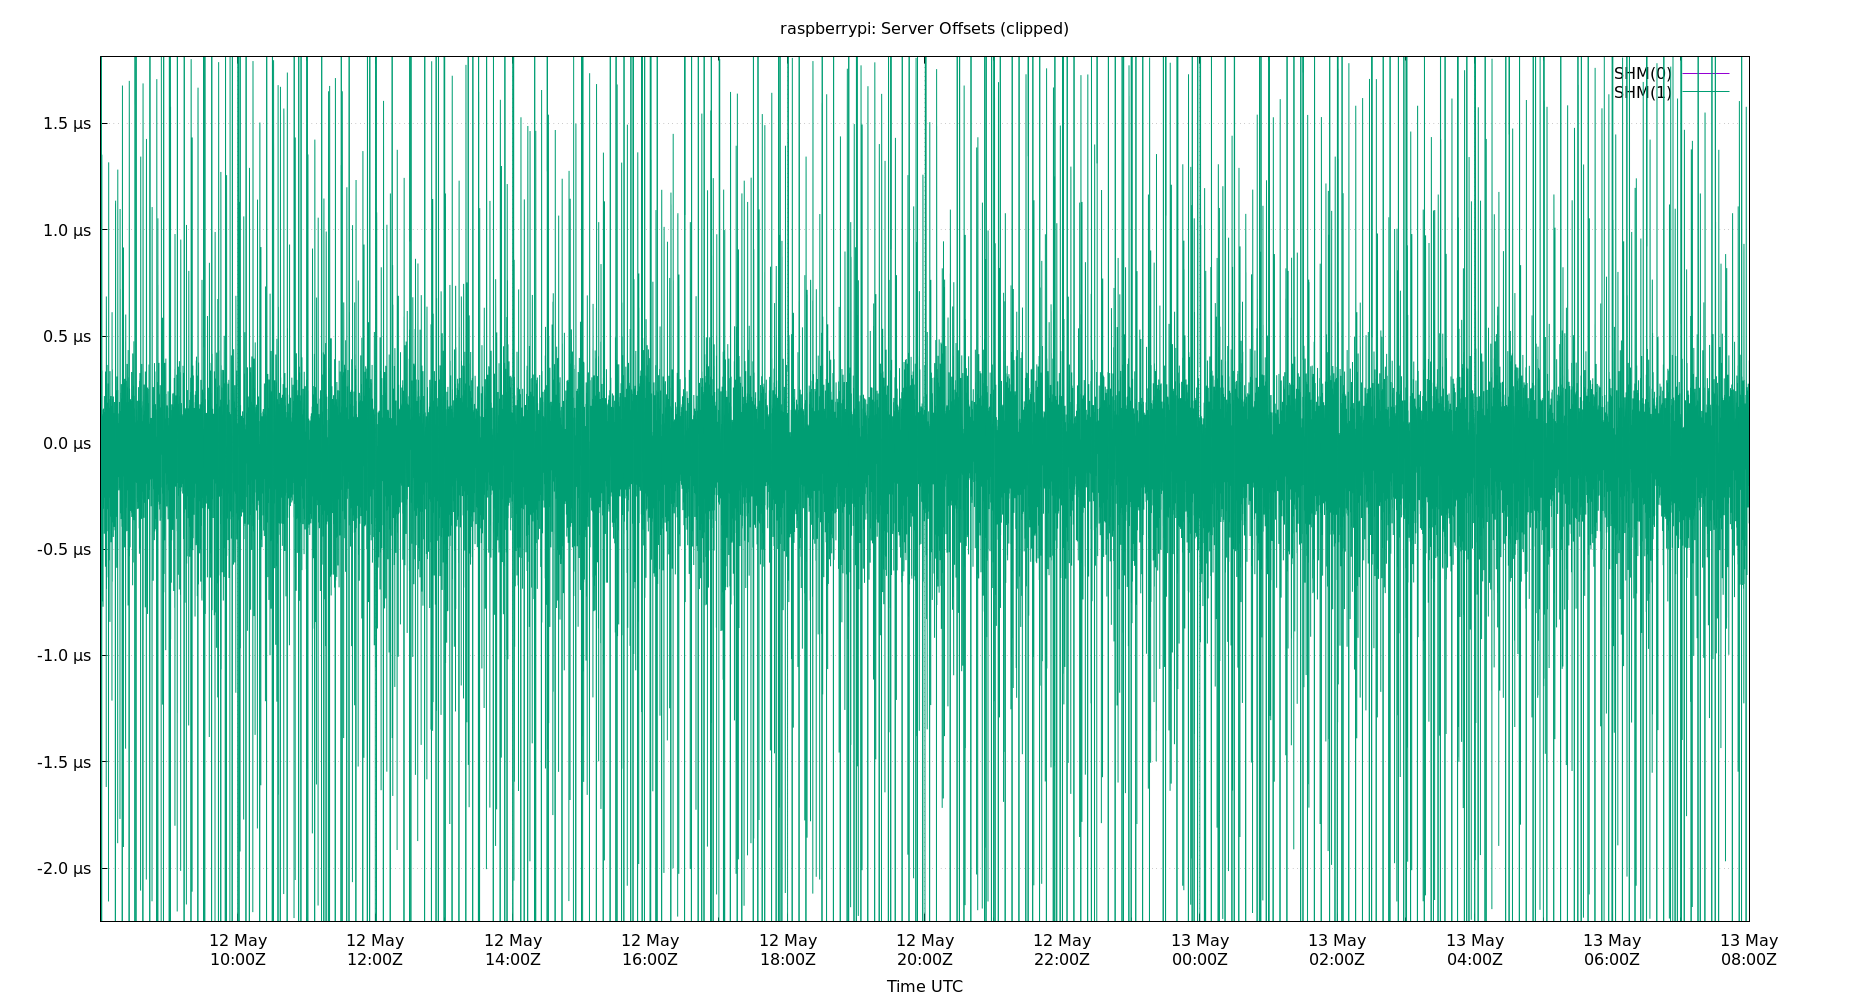 raspberrypi: Server Offsets (clipped)
SHM(0)
SHM(1)
1.5 µs
1.0 µs
0.5 µs
0.0 µs
-0.5 µs
-1.0 µs
-1.5 µs
-2.0 µs
12 May 12 May 12 May 12 May 12 May 12 May 12 May 13 May 13 May 13 May 13 May 13 May
10:00Z 12:00Z 14:00Z 16:00Z 18:00Z 20:00Z 22:00Z 00:00Z 02:00Z 04:00Z 06:00Z 08:00Z
Time UTC